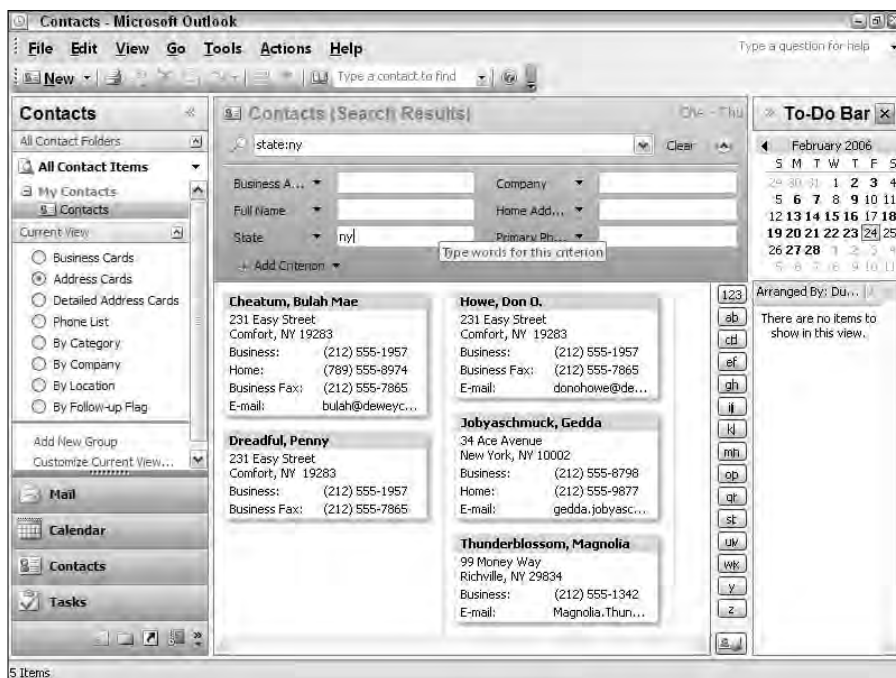 Contacts - Microsoft Outlook
File Edit View Go Tools Actions Help
Type a question for help
New
Type a contact to find
Contacts
All Contact Folders
All Contact Items
My Contacts
Contacts
Current View
Business Cards
Address Cards
Detailed Address Cards
Phone List
By Category
By Company
By Location
By Follow-up Flag
Add New Group
Customize Current View...
Mail
Calendar
Contacts
Tasks
5 Items
Contacts (Search Results)
Che - Thu
state:ny
Clear
Business A...
Company
Full Name
Home Add...
State
ny
Primary Ph...
Type words for this criterion
Add Criterion
Cheatum, Bulah Mae
231 Easy Street
Comfort, NY 19283
Business: (212) 555-1957
Home: (789) 555-8974
Business Fax: (212) 555-7865
E-mail: bulah@deweyc...
Dreadful, Penny
231 Easy Street
Comfort, NY 19283
Business: (212) 555-1957
Business Fax: (212) 555-7865
Howe, Don O.
231 Easy Street
Comfort, NY 19283
Business: (212) 555-1957
Business Fax: (212) 555-7865
E-mail: donohowe@de...
Jobyaschmuck, Gedda
34 Ace Avenue
New York, NY 10002
Business: (212) 555-8798
Home: (212) 555-9877
E-mail: gedda.jobyasc...
Thunderblossom, Magnolia
99 Money Way
Richville, NY 29834
Business: (212) 555-1342
E-mail: Magnolia.Thun...
123
ab
cd
ef
gh
ij
kl
mn
op
qr
st
uv
wx
y
z
To-Do Bar
February 2006
S M T W T F S
29 30 31 1 2 3 4
5 6 7 8 9 10 11
12 13 14 15 16 17 18
19 20 21 22 23 24 25
26 27 28 1 2 3 4
5 6 7 8 9 10 11
Arranged By: Du...
There are no items to
show in this view.